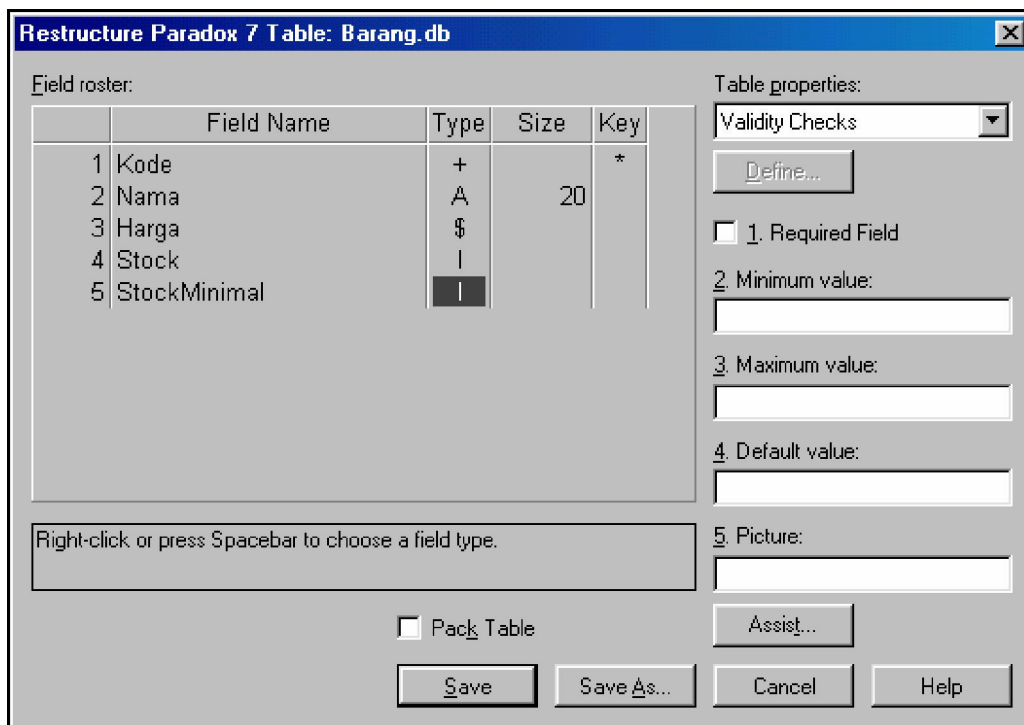 Restructure Paradox 7 Table: Barang.db
Field roster:
Field Name Type Size Key
1 Kode + *
2 Nama A 20
3 Harga $
4 Stock I
5 StockMinimal I
Right-click or press Spacebar to choose a field type.
Pack Table
Save Save As...
Table properties:
Validity Checks
Define...
1. Required Field
2. Minimum value:
3. Maximum value:
4. Default value:
5. Picture:
Assist...
Cancel Help